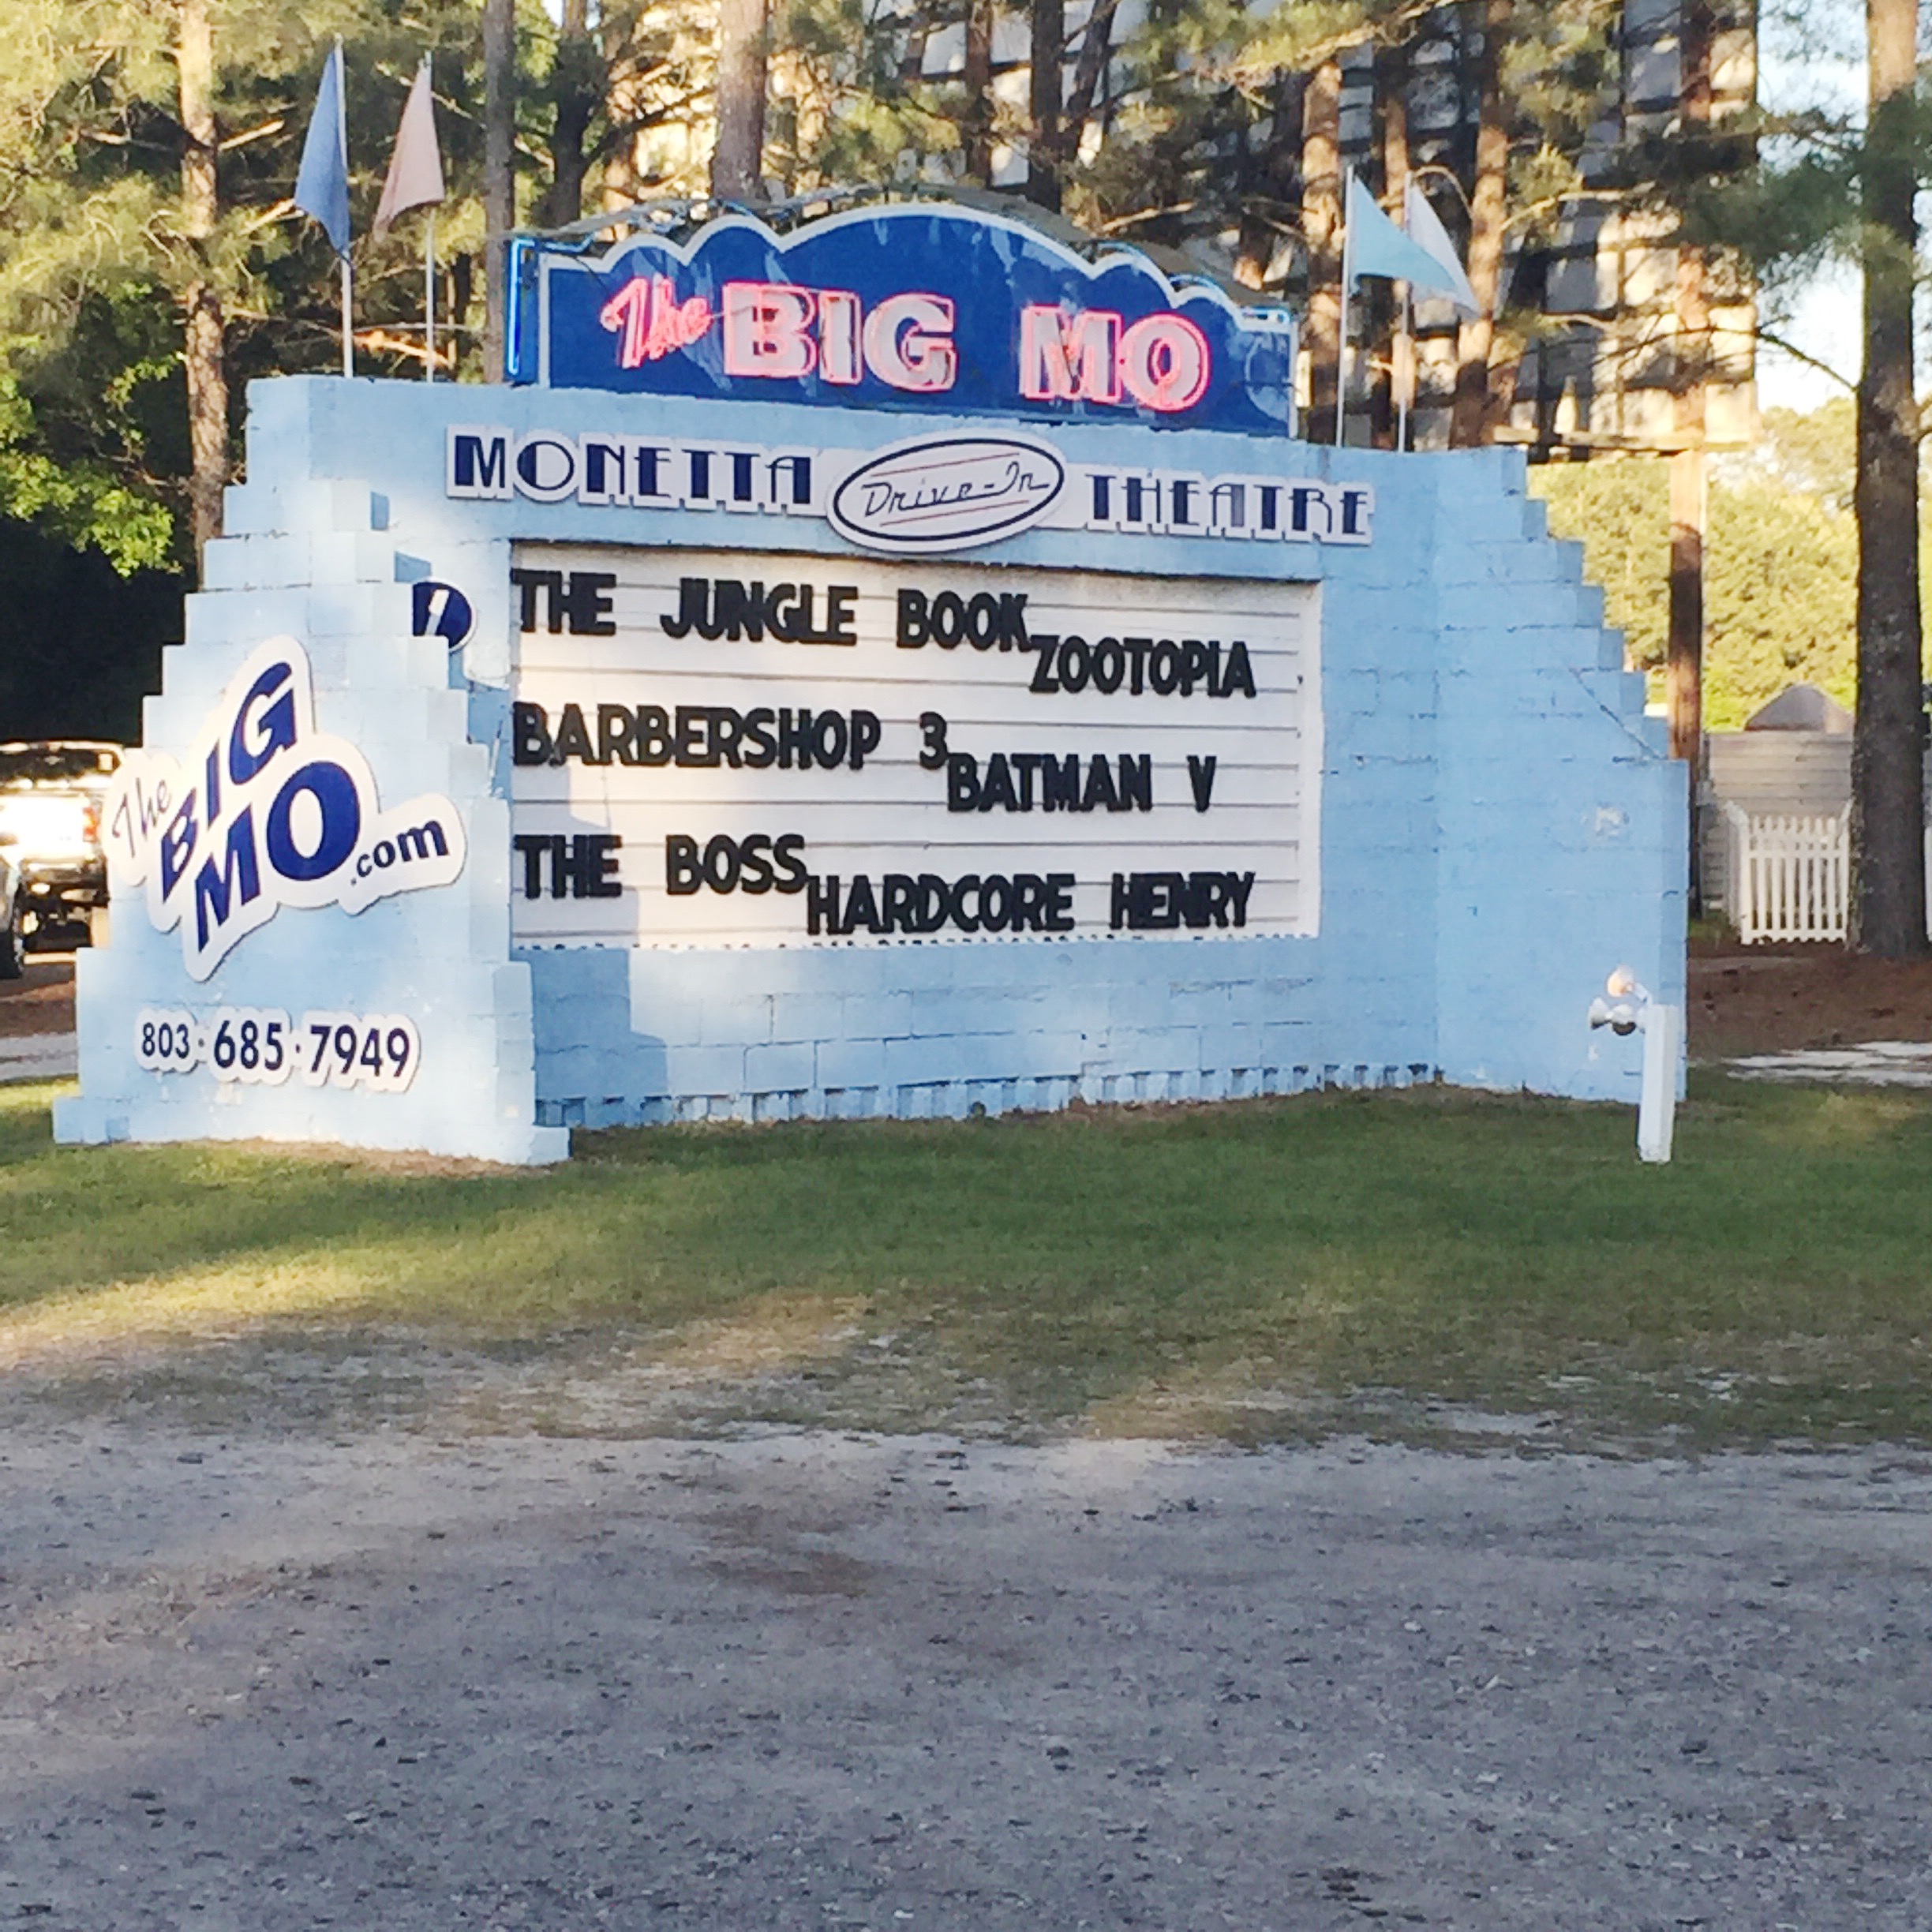 The BIG MO
MONETTA Drive-In THEATRE
THE JUNGLE BOOK
ZOOTOPIA
BARBERSHOP 3
BATMAN V
THE BOSS
HARDCORE HENRY
The
BIG
MO.com
803·685·7949